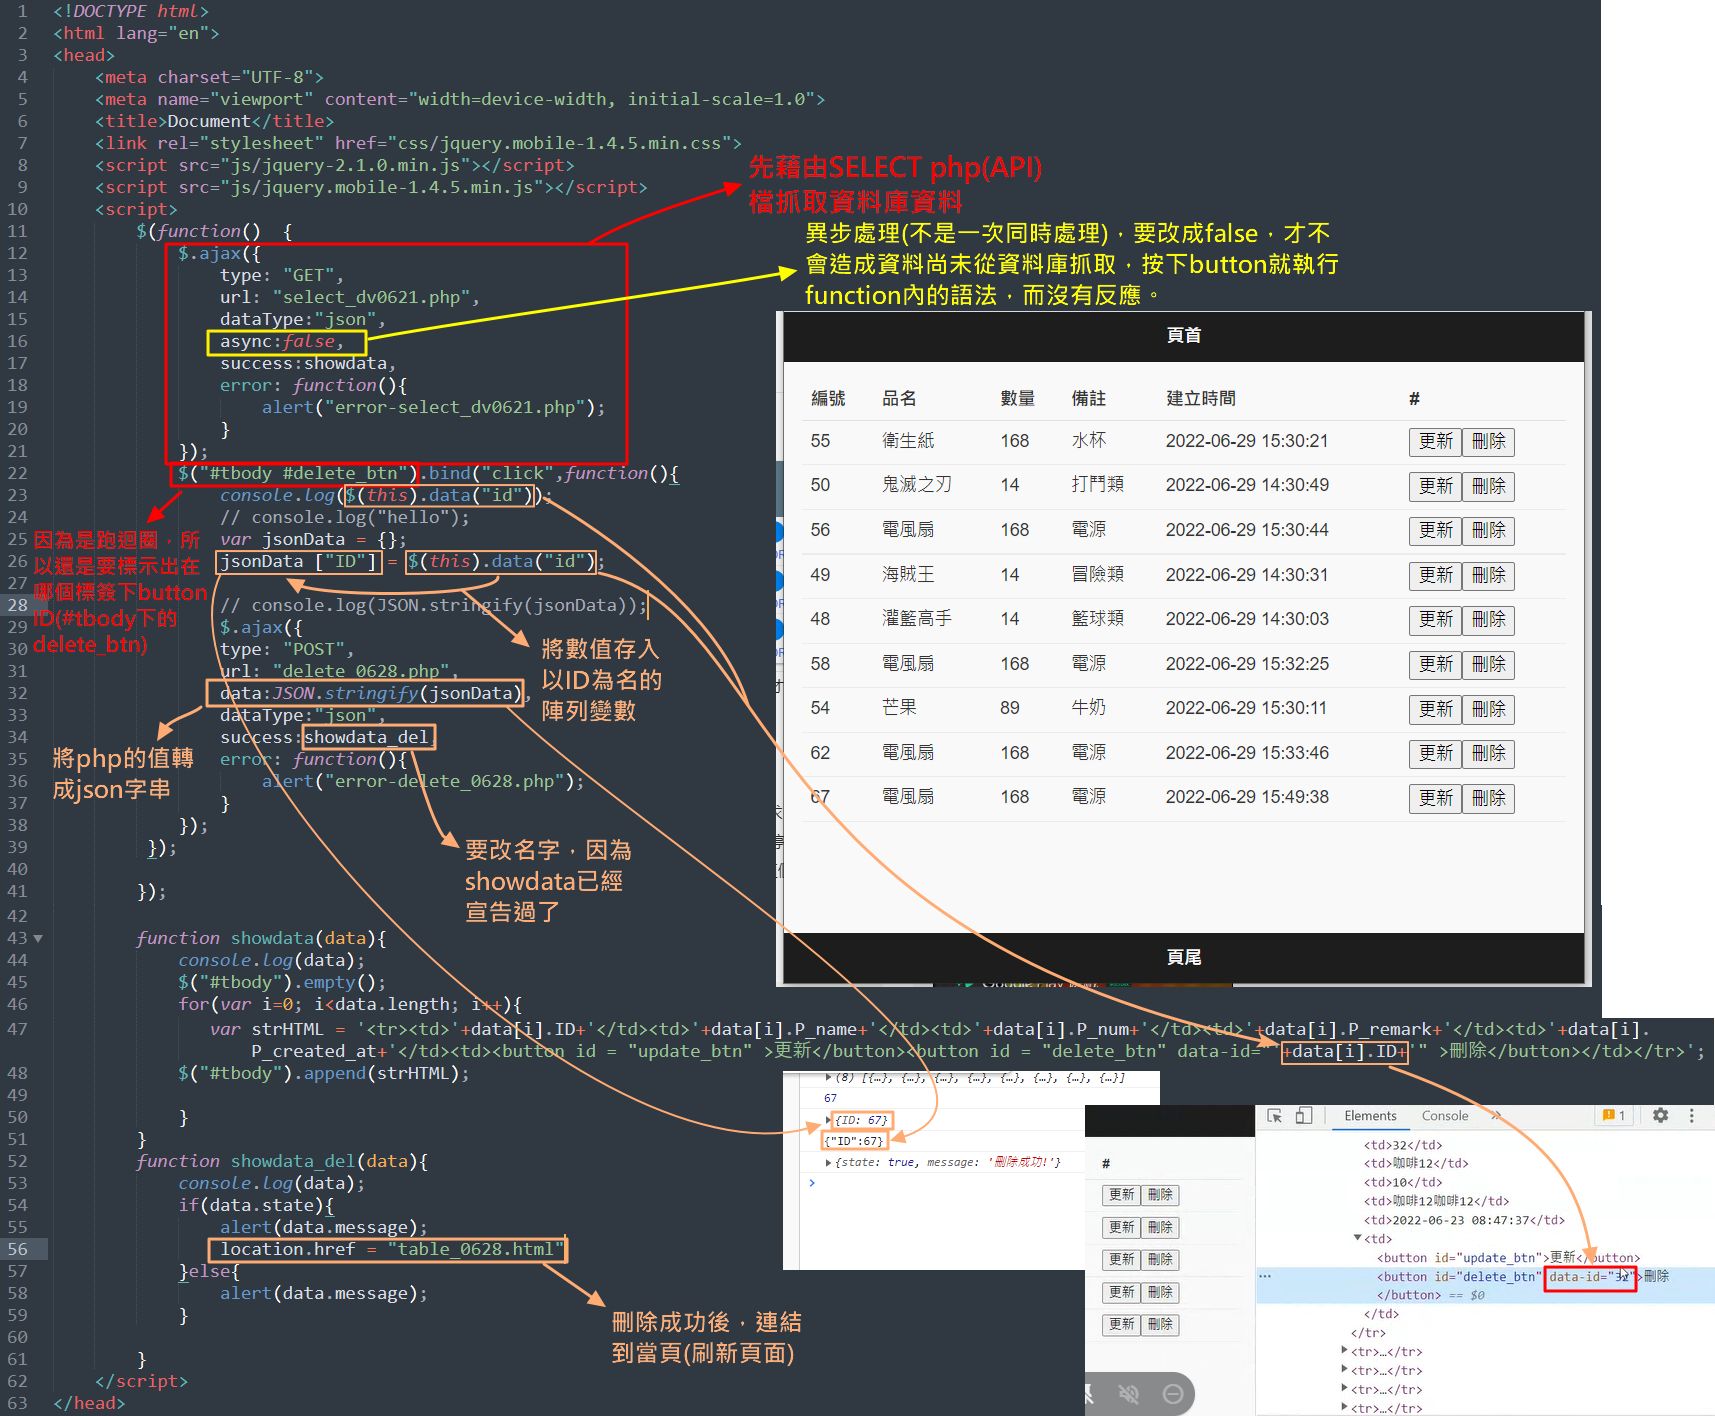 1 <!DOCTYPE html>
2 <html lang="en">
3 <head>
4 <meta charset="UTF-8">
5 <meta name="viewport" content="width=device-width, initial-scale=1.0">
6 <title>Document</title>
7 <link rel="stylesheet" href="css/jquery.mobile-1.4.5.min.css">
8 <script src="js/jquery-2.1.0.min.js"></script>
9 <script src="js/jquery.mobile-1.4.5.min.js"></script>
10 <script>
11 $(function() {
12 $.ajax({
13 type: "GET",
14 url: "select_dv0621.php",
15 dataType:"json",
16 async:false,
17 success:showdata,
18 error: function(){
19 alert("error-select_dv0621.php");
20 }
21 });
22 $("#tbody #delete_btn").bind("click",function(){
23 console.log($(this).data("id"));
24 // console.log("hello");
25 var jsonData = {};
26 jsonData ["ID"] = $(this).data("id");
27
28 // console.log(JSON.stringify(jsonData));
29 $.ajax({
30 type: "POST",
31 url: "delete_0628.php",
32 data:JSON.stringify(jsonData),
33 dataType:"json",
34 success:showdata_del,
35 error: function(){
36 alert("error-delete_0628.php");
37 }
38 });
39 });
40
41 });
42
43 function showdata(data){
44 console.log(data);
45 $("#tbody").empty();
46 for(var i=0; i<data.length; i++){
47 var strHTML = '<tr><td>'+data[i].ID+'</td><td>'+data[i].P_name+'</td><td>'+data[i].P_num+'</td><td>'+data[i].P_remark+'</td><td>'+data[i].
P_created_at+'</td><td><button id = "update_btn" >更新</button><button id = "delete_btn" data-id="'+data[i].ID+'" >刪除</button></td></tr>';
48 $("#tbody").append(strHTML);
49
50 }
51 }
52 function showdata_del(data){
53 console.log(data);
54 if(data.state){
55 alert(data.message);
56 location.href = "table_0628.html"
57 }else{
58 alert(data.message);
59 }
60
61 }
62 </script>
63 </head>
先藉由SELECT php(API)
檔抓取資料庫資料
異步處理(不是一次同時處理)，要改成false，才不
會造成資料尚未從資料庫抓取，按下button就執行
function內的語法，而沒有反應。
因為是跑迴圈，所
以還是要標示出在
哪個標簽下button
ID(#tbody下的
delete_btn)
將數值存入
以ID為名的
陣列變數
將php的值轉
成json字串
要改名字，因為
showdata已經
宣告過了
刪除成功後，連結
到當頁(刷新頁面)
頁首
編號 品名 數量 備註 建立時間 #
55 衛生紙 168 水杯 2022-06-29 15:30:21 更新 刪除
50 鬼滅之刃 14 打鬥類 2022-06-29 14:30:49 更新 刪除
56 電風扇 168 電源 2022-06-29 15:30:44 更新 刪除
49 海賊王 14 冒險類 2022-06-29 14:30:31 更新 刪除
48 灌籃高手 14 籃球類 2022-06-29 14:30:03 更新 刪除
58 電風扇 168 電源 2022-06-29 15:32:25 更新 刪除
54 芒果 89 牛奶 2022-06-29 15:30:11 更新 刪除
62 電風扇 168 電源 2022-06-29 15:33:46 更新 刪除
67 電風扇 168 電源 2022-06-29 15:49:38 更新 刪除
頁尾
(8) [{…}, {…}, {…}, {…}, {…}, {…}, {…}, {…}]
67
{ID: 67}
{"ID":67}
{state: true, message: '刪除成功!'}
#
更新 刪除
更新 刪除
更新 刪除
更新 刪除
更新 刪除
Elements Console » 1
<td>32</td>
<td>咖啡12</td>
<td>10</td>
<td>咖啡12咖啡12</td>
<td>2022-06-23 08:47:37</td>
<td>
<button id="update_btn">更新</button>
<button id="delete_btn" data-id="32">刪除
</button> == $0
</td>
</tr>
<tr>…</tr>
<tr>…</tr>
<tr>…</tr>
<tr>…</tr>